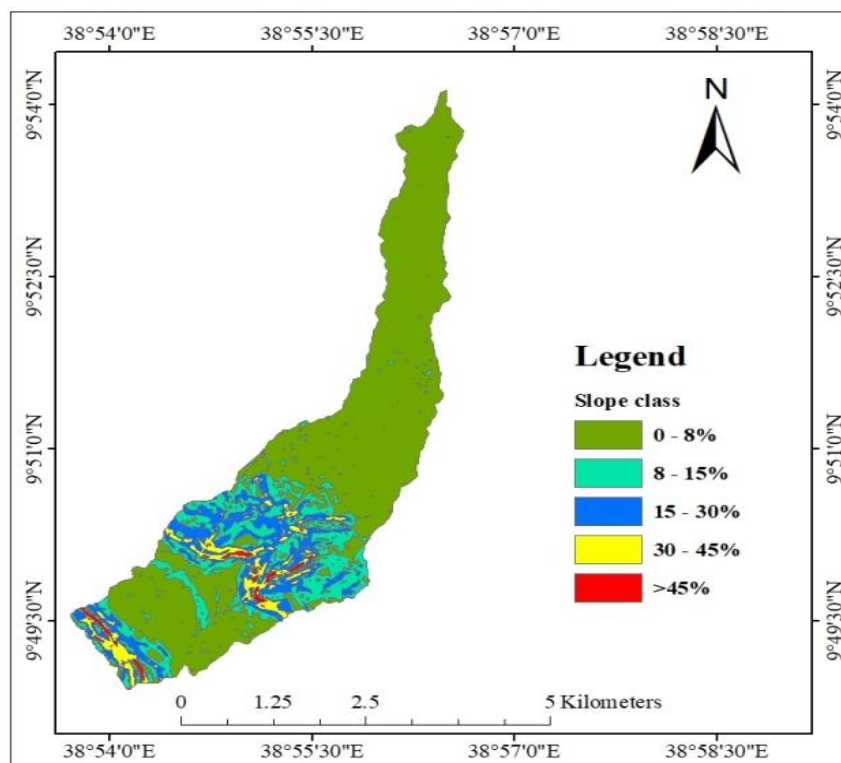 38°54'0"E 38°55'30"E 38°57'0"E 38°58'30"E
N
9°54'0"N 9°54'0"N
9°52'30"N 9°52'30"N
Legend
Slope class
0 - 8%
9°51'0"N 9°51'0"N
8 - 15%
15 - 30%
30 - 45%
>45%
9°49'30"N 9°49'30"N
0 1.25 2.5 5 Kilometers
38°54'0"E 38°55'30"E 38°57'0"E 38°58'30"E